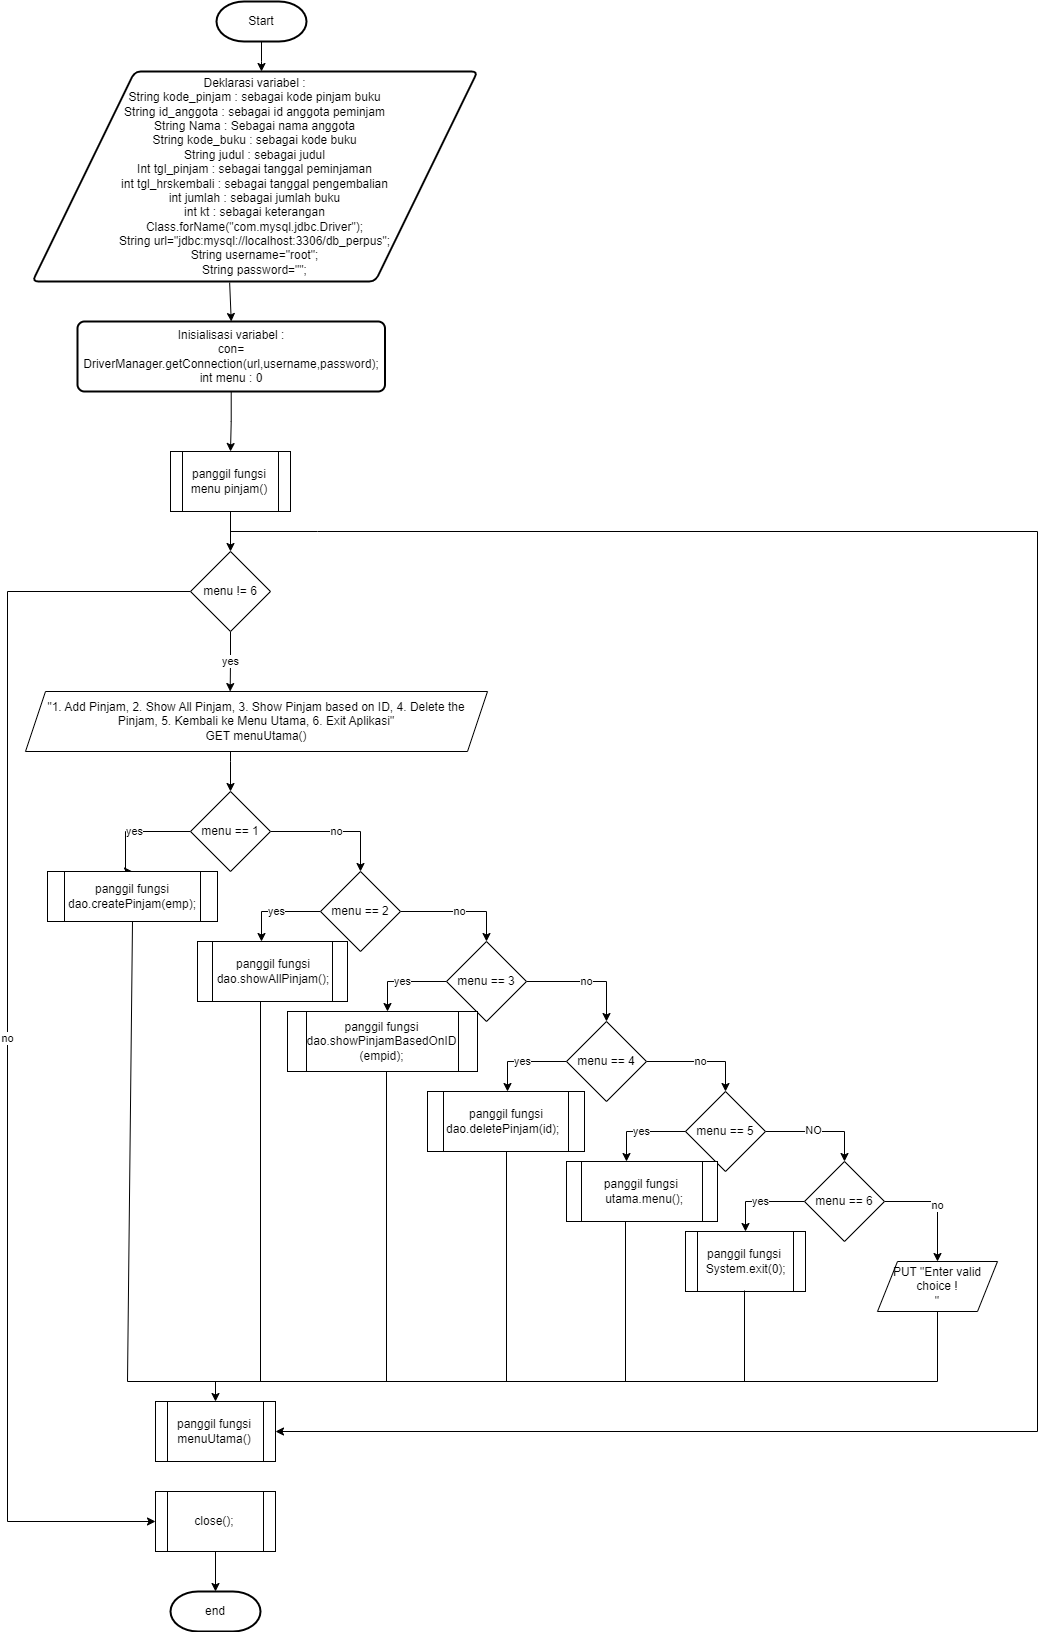 Start
Deklarasi variabel :
String kode_pinjam : sebagai kode pinjam buku
String id_anggota : sebagai id anggota peminjam
String Nama : Sebagai nama anggota
String kode_buku : sebagai kode buku
String judul : sebagai judul
Int tgl_pinjam : sebagai tanggal peminjaman
int tgl_hrskembali : sebagai tanggal pengembalian
int jumlah : sebagai jumlah buku
int kt : sebagai keterangan
Class.forName("com.mysql.jdbc.Driver");
String url="jdbc:mysql://localhost:3306/db_perpus";
String username="root";
String password="";
Inisialisasi variabel :
con=
DriverManager.getConnection(url,username,password);
int menu : 0
panggil fungsi
menu pinjam()
menu != 6
yes
"1. Add Pinjam, 2. Show All Pinjam, 3. Show Pinjam based on ID, 4. Delete the
Pinjam, 5. Kembali ke Menu Utama, 6. Exit Aplikasi"
GET menuUtama()
menu == 1
yes
no
panggil fungsi
dao.createPinjam(emp);
menu == 2
yes
no
panggil fungsi
dao.showAllPinjam();
menu == 3
yes
no
panggil fungsi
dao.showPinjamBasedOnID
(empid);
no
menu == 4
yes
no
panggil fungsi
dao.deletePinjam(id);
menu == 5
yes
NO
panggil fungsi
utama.menu();
menu == 6
yes
no
panggil fungsi
System.exit(0);
PUT "Enter valid
choice !
"
panggil fungsi
menuUtama()
close();
end